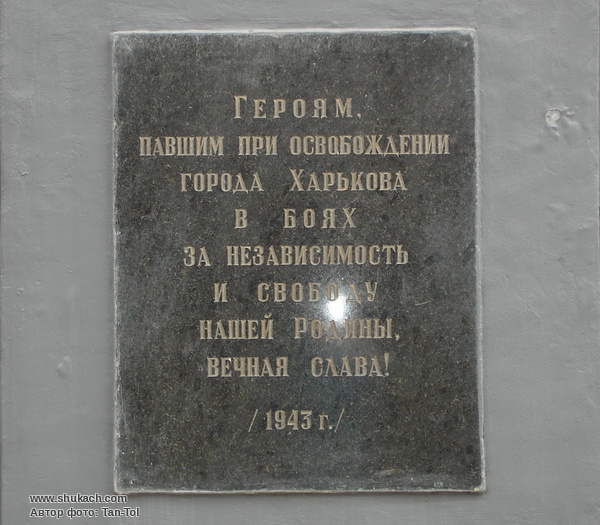 Героям,
павшим при освобождении
города Харькова
в боях
за независимость
и свободу
нашей Родины,
вечная слава!
/1943 г./
www.shukach.com
Автор фото: Tan-Tol